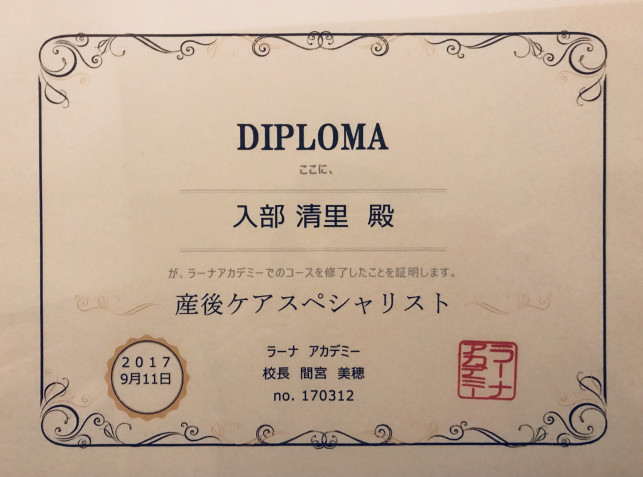 DIPLOMA
ここに、
入部 清里 殿
が、ラーナアカデミーでのコースを修了したことを証明します。
産後ケアスペシャリスト
2017
9月11日
ラーナ アカデミー
校長 間宮 美穂
no. 170312
ラーナ
アカデミー